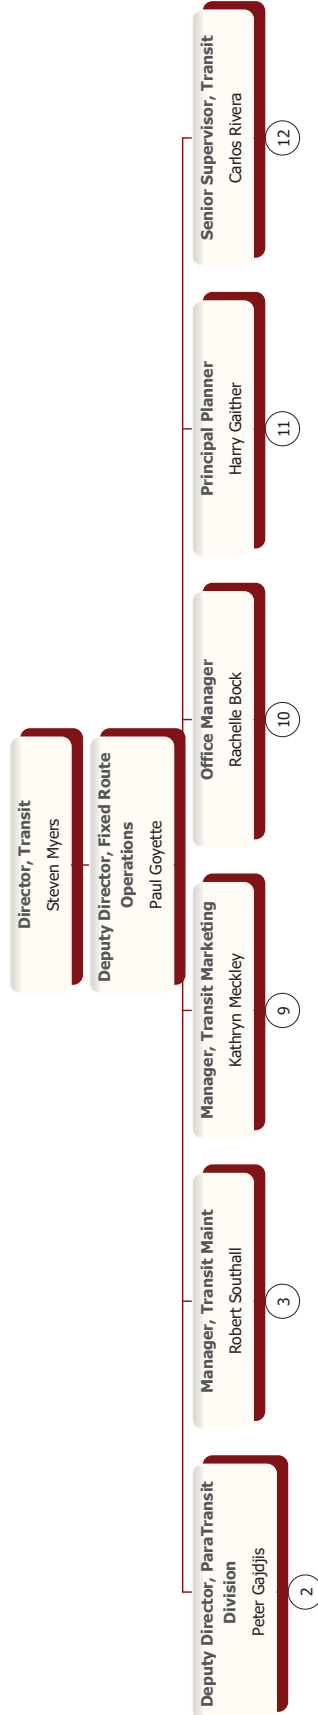 Director, Transit
Steven Myers
Deputy Director, Fixed Route
Operations
Paul Goyette
Deputy Director, ParaTransit
Division
Peter Gajdjis
2
Manager, Transit Maint
Robert Southall
3
Manager, Transit Marketing
Kathryn Meckley
9
Office Manager
Rachelle Bock
10
Principal Planner
Harry Gaither
11
Senior Supervisor, Transit
Carlos Rivera
12